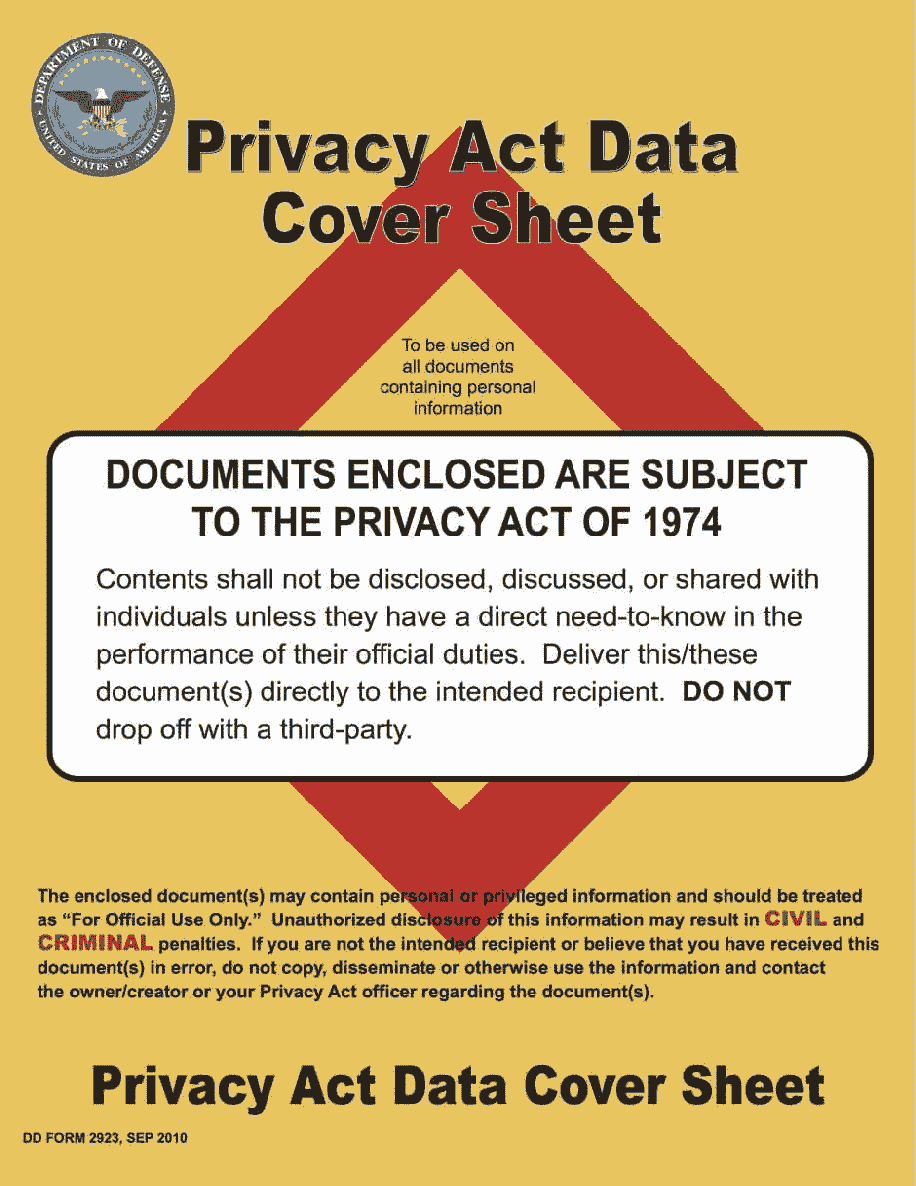 DEPARTMENT OF DEFENSE
UNITED STATES OF AMERICA
Privacy Act Data
Cover Sheet
To be used on
all documents
containing personal
information
DOCUMENTS ENCLOSED ARE SUBJECT
TO THE PRIVACY ACT OF 1974
Contents shall not be disclosed, discussed, or shared with
individuals unless they have a direct need-to-know in the
performance of their official duties.  Deliver this/these
document(s) directly to the intended recipient.  DO NOT
drop off with a third-party.
The enclosed document(s) may contain personal or privileged information and should be treated
as “For Official Use Only.”  Unauthorized disclosure of this information may result in CIVIL and
CRIMINAL penalties.  If you are not the intended recipient or believe that you have received this
document(s) in error, do not copy, disseminate or otherwise use the information and contact
the owner/creator or your Privacy Act officer regarding the document(s).
Privacy Act Data Cover Sheet
DD FORM 2923, SEP 2010